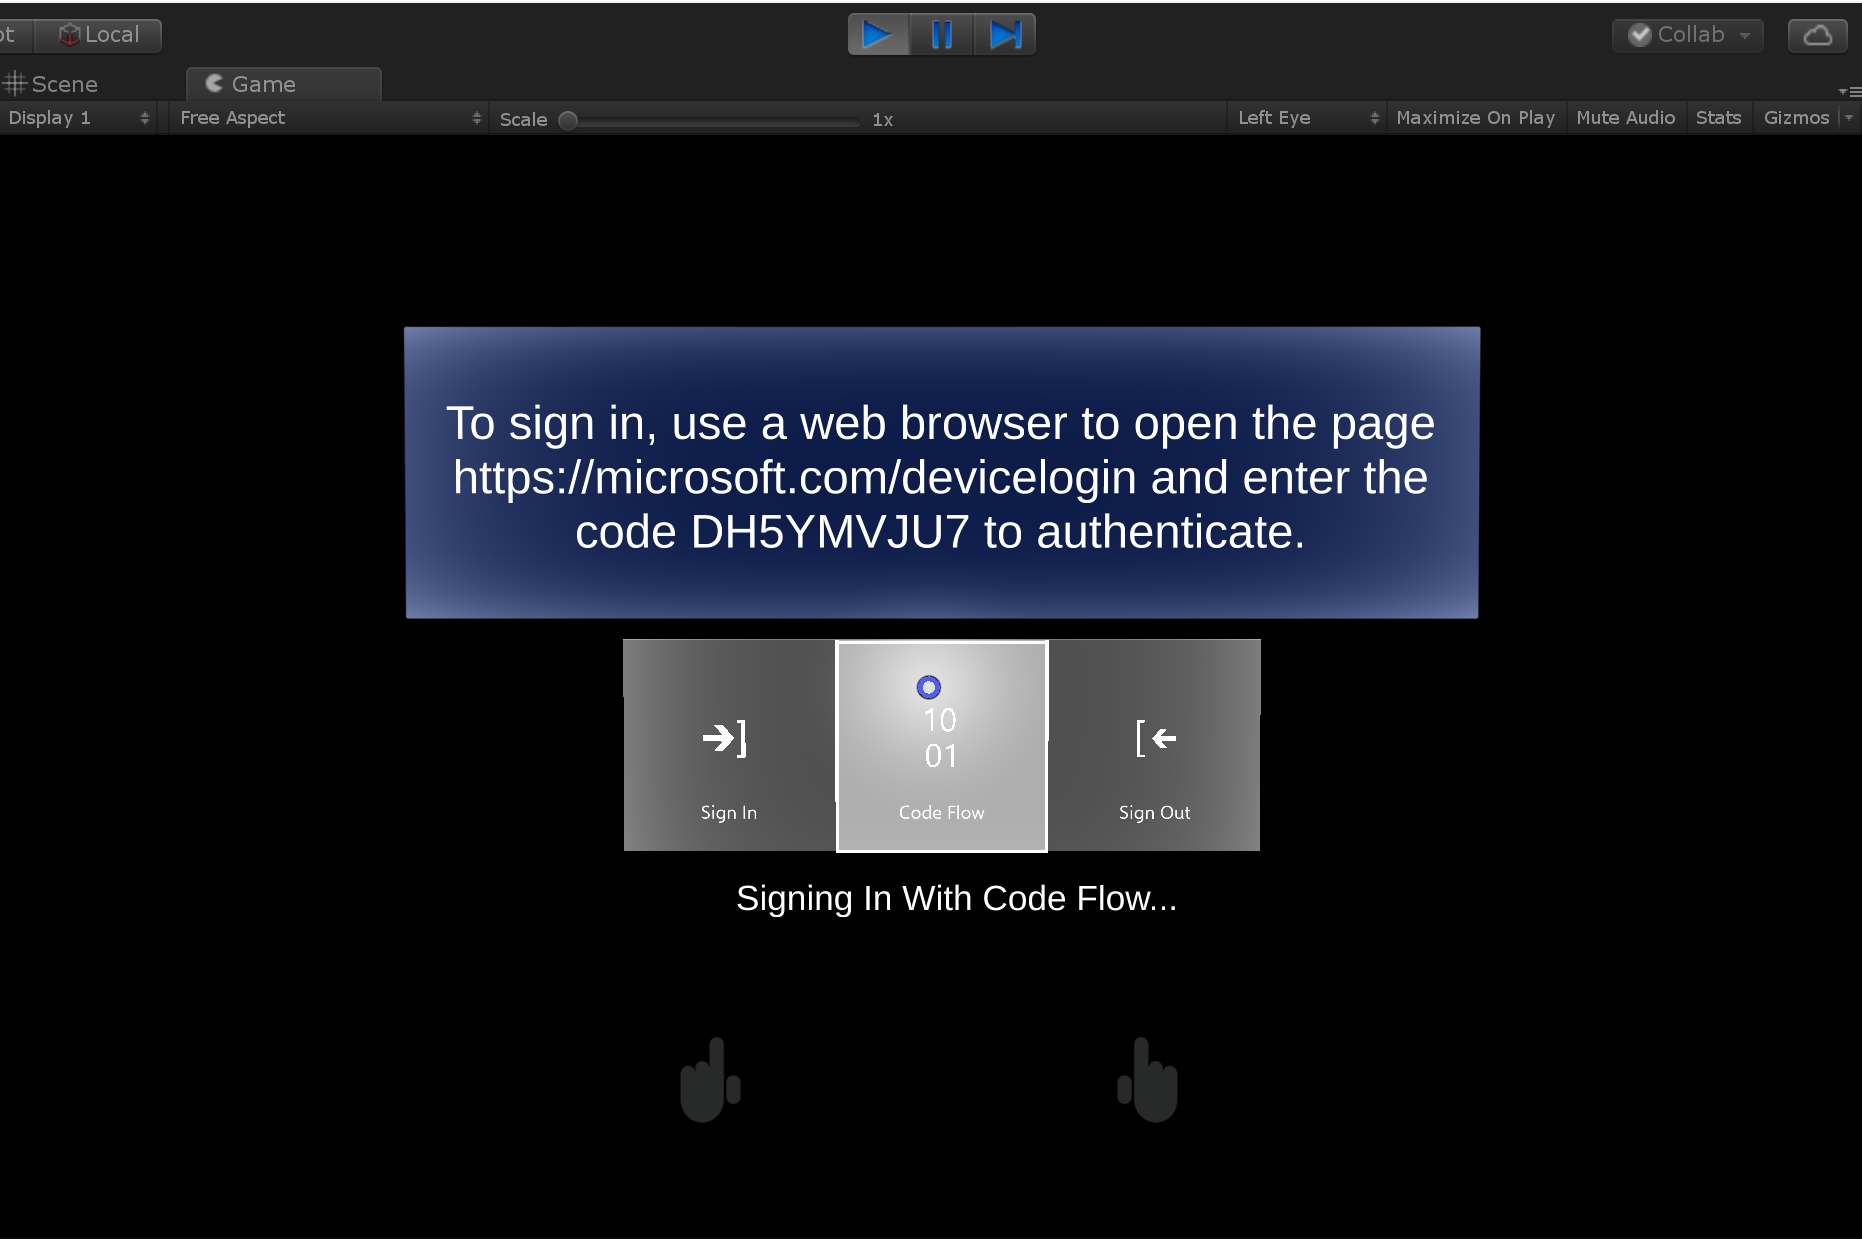 ot Local Collab
Scene Game
Display 1 Free Aspect Scale 1x Left Eye Maximize On Play Mute Audio Stats Gizmos
To sign in, use a web browser to open the page
https://microsoft.com/devicelogin and enter the
code DH5YMVJU7 to authenticate.
10
01
Sign In Code Flow Sign Out
Signing In With Code Flow...